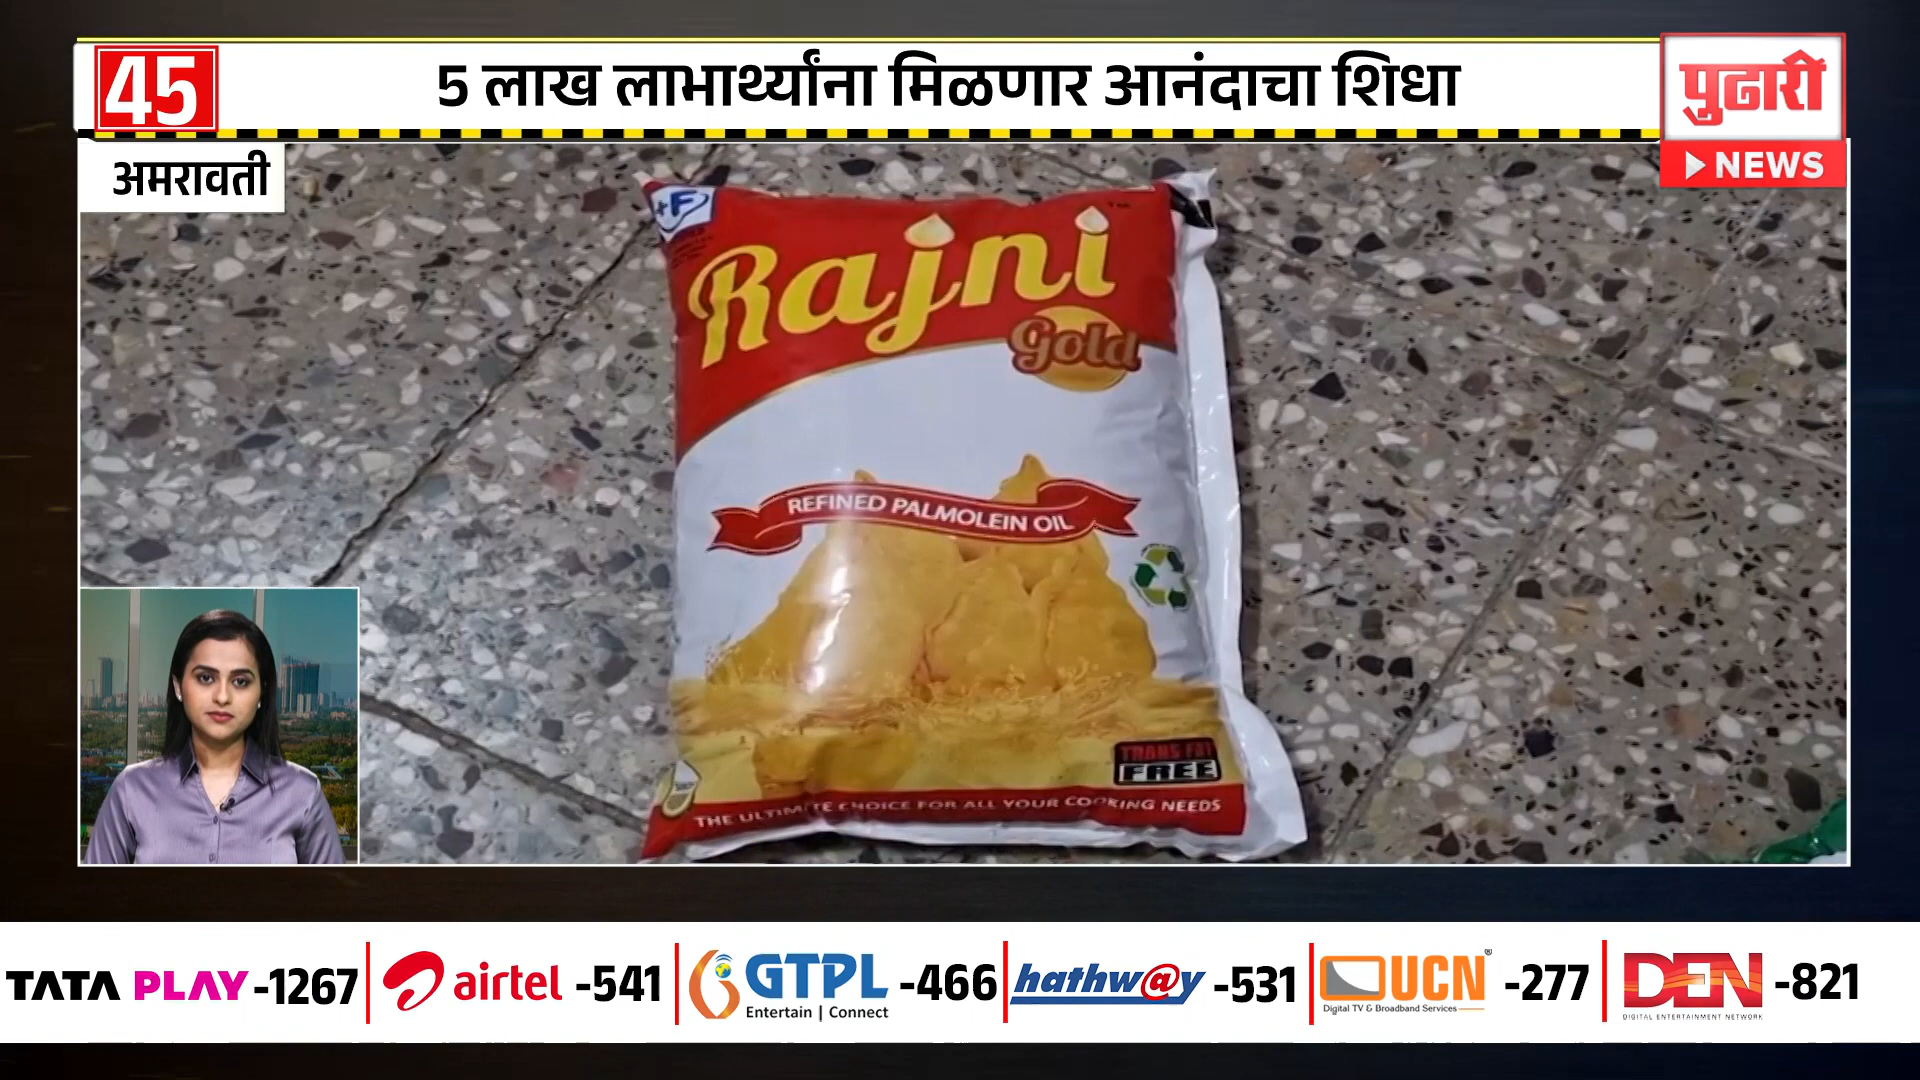 45
5 लाख लाभार्थ्यांना मिळणार आनंदाचा शिधा
पुढारी
NEWS
अमरावती
+F
Rajni
Gold
REFINED PALMOLEIN OIL
TRANS FAT
FREE
THE ULTIMATE CHOICE FOR ALL YOUR COOKING NEEDS
TATA PLAY -1267
airtel -541
GTPL -466
Entertain | Connect
hathw@y -531
UCN -277
Digital TV & Broadband Services
DEN -821
DIGITAL ENTERTAINMENT NETWORK